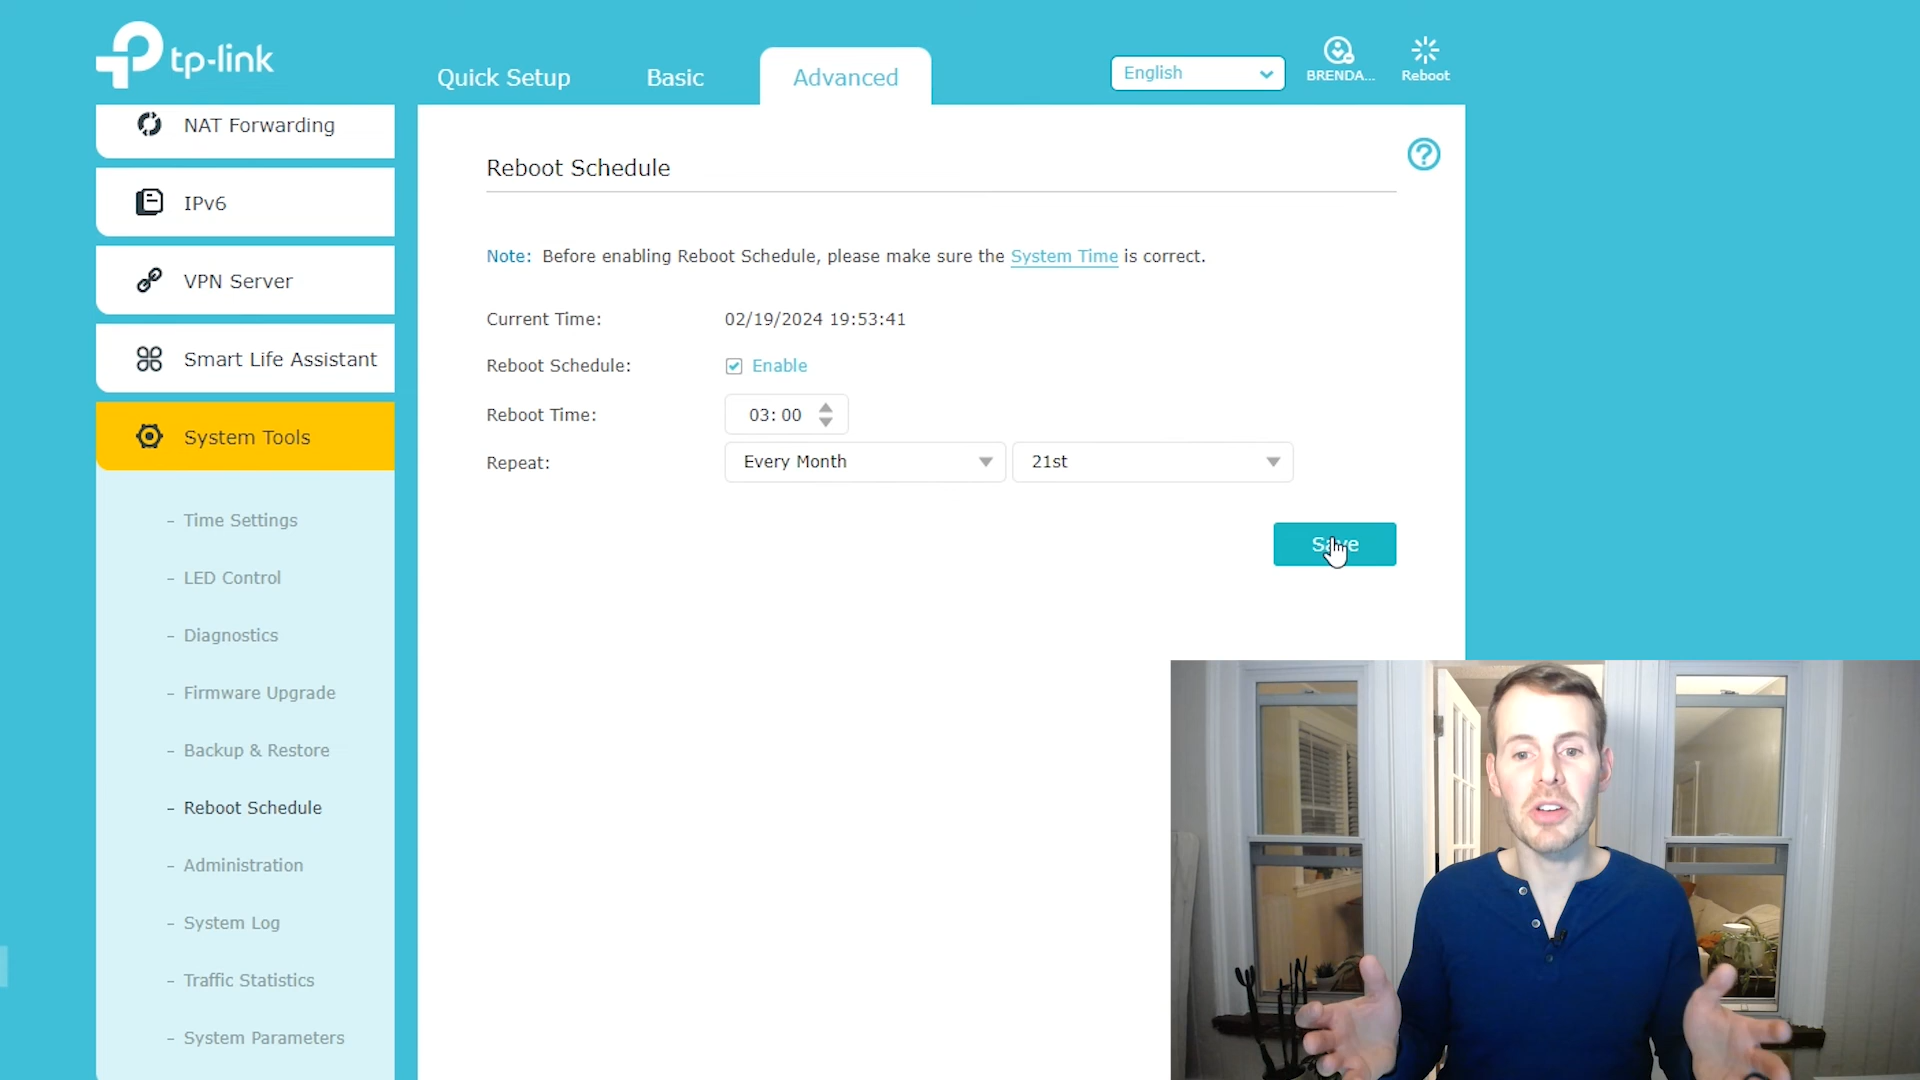 tp-link
Quick Setup
Basic
Advanced
English
BRENDA...
Reboot
NAT Forwarding
IPv6
VPN Server
Smart Life Assistant
System Tools
- Time Settings
- LED Control
- Diagnostics
- Firmware Upgrade
- Backup & Restore
- Reboot Schedule
- Administration
- System Log
- Traffic Statistics
- System Parameters
Reboot Schedule
?
Note: Before enabling Reboot Schedule, please make sure the System Time is correct.
Current Time: 02/19/2024 19:53:41
Reboot Schedule: Enable
Reboot Time: 03: 00
Repeat: Every Month 21st
Save